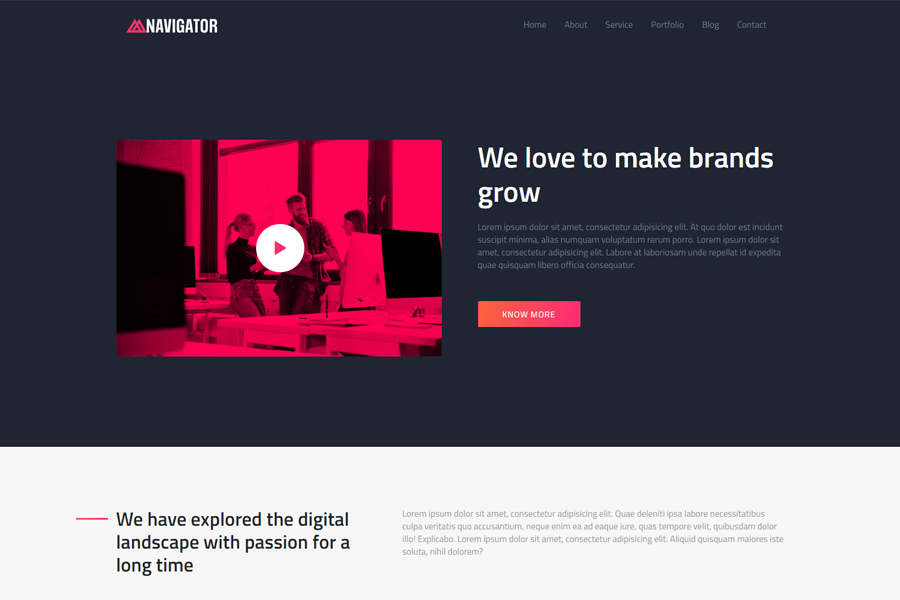 NAVIGATOR
Home About Service Portfolio Blog Contact
We love to make brands
grow
Lorem ipsum dolor sit amet, consectetur adipisicing elit. At quo dolor est incidunt
suscipit minima, alias numquam voluptatum rerum porro. Lorem ipsum dolor sit
amet, consectetur adipisicing elit. Labore at laboriosam unde repellat id expedita
quae quisquam libero officia consequatur.
KNOW MORE
We have explored the digital
landscape with passion for a
long time
Lorem ipsum dolor sit amet, consectetur adipisicing elit. Quae deleniti ipsa labore necessitatibus
culpa veritatis quo accusantium, neque enim ea ad eaque iure, quas tempore velit, quibusdam dolor
illo! Explicabo. Lorem ipsum dolor sit amet, consectetur adipisicing elit. Aliquid quisquam maiores iste
soluta, nihil dolorem?